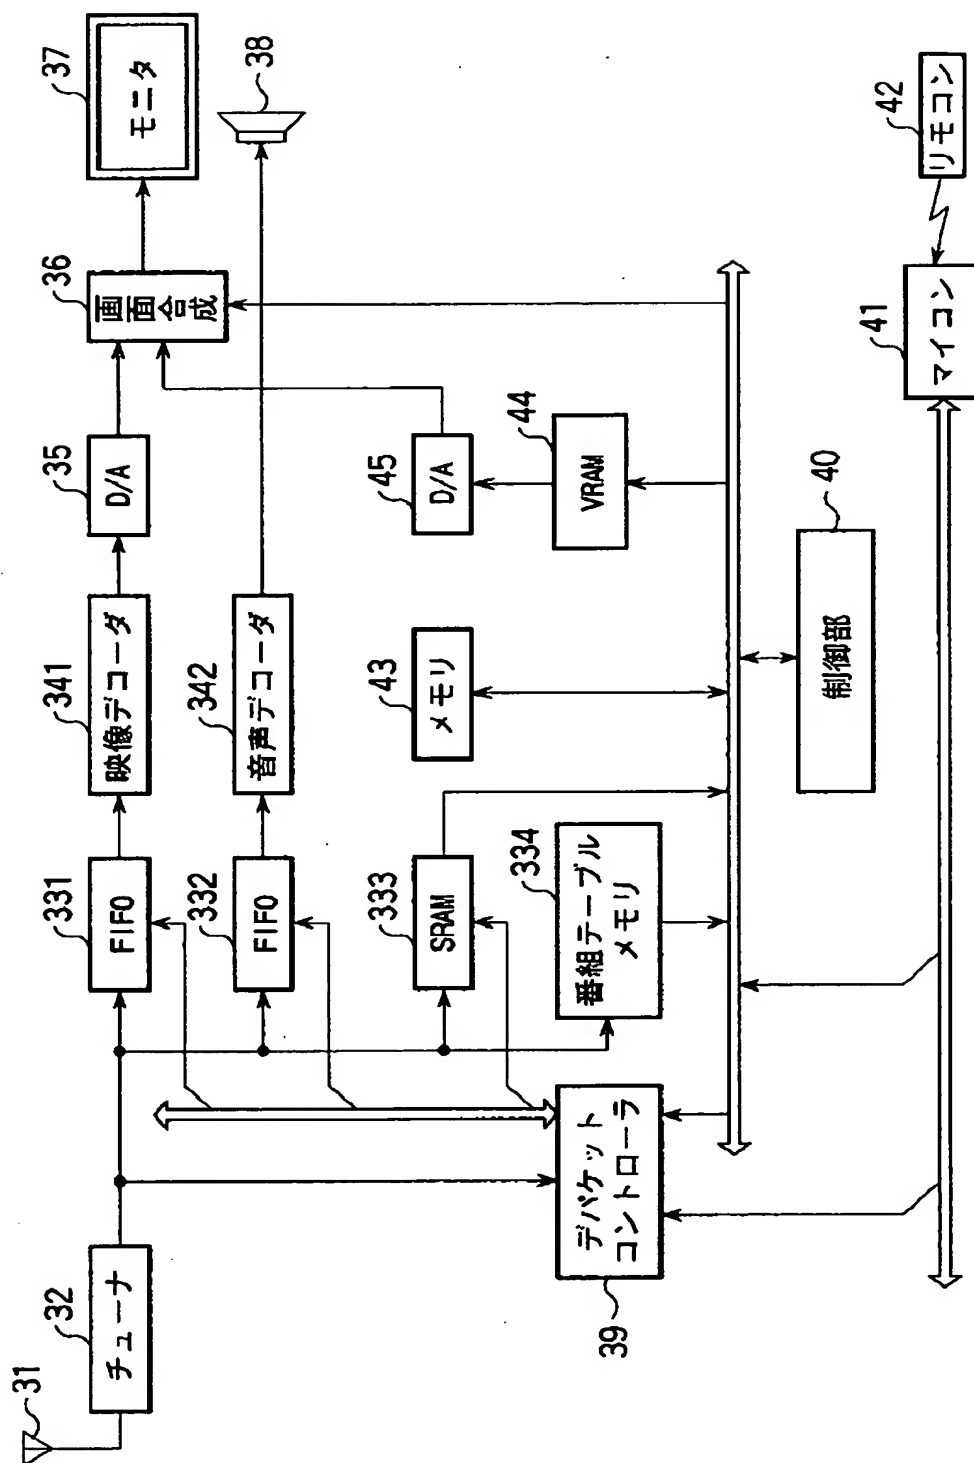 31
32
チューナ
331
FIFO
341
映像デコーダ
35
D/A
36
画面合成
37
モニタ
332
FIFO
342
音声デコーダ
38
333
SRAM
43
メモリ
45
D/A
334
番組テーブル
メモリ
44
VRAM
39
デパケット
コントローラ
40
制御部
41
マイコン
42
リモコン